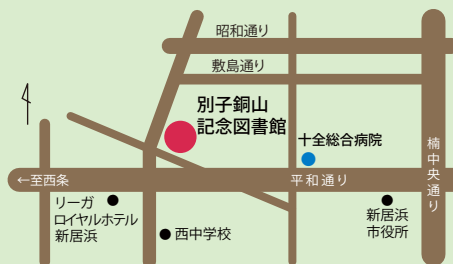 昭和通り
敷島通り
別子銅山
記念図書館
十全総合病院
楠中央通り
←至西条
平和通り
リーガ
ロイヤルホテル
新居浜
西中学校
新居浜
市役所